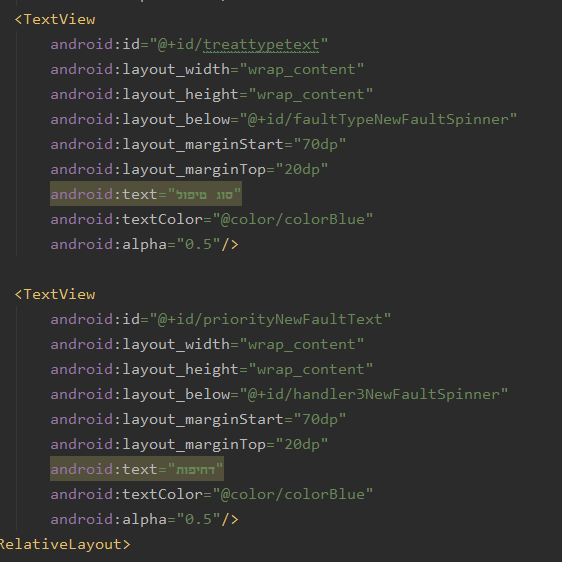 <TextView
android:id="@+id/treattypetext"
android:layout_width="wrap_content"
android:layout_height="wrap_content"
android:layout_below="@+id/faultTypeNewFaultSpinner"
android:layout_marginStart="70dp"
android:layout_marginTop="20dp"
android:text="סוג טיפול"
android:textColor="@color/colorBlue"
android:alpha="0.5"/>
<TextView
android:id="@+id/priorityNewFaultText"
android:layout_width="wrap_content"
android:layout_height="wrap_content"
android:layout_below="@+id/handler3NewFaultSpinner"
android:layout_marginStart="70dp"
android:layout_marginTop="20dp"
android:text="דחיפות"
android:textColor="@color/colorBlue"
android:alpha="0.5"/>
RelativeLayout>